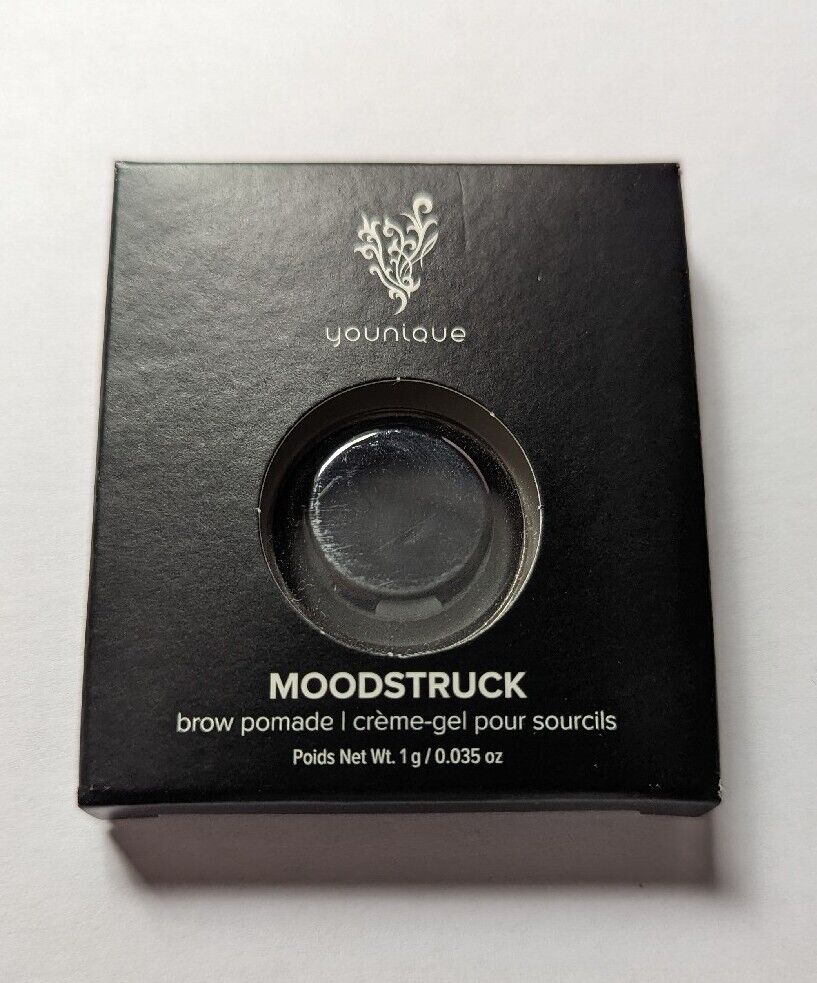 younique
MOODSTRUCK
brow pomade | crème-gel pour sourcils
Poids Net Wt. 1 g / 0.035 oz